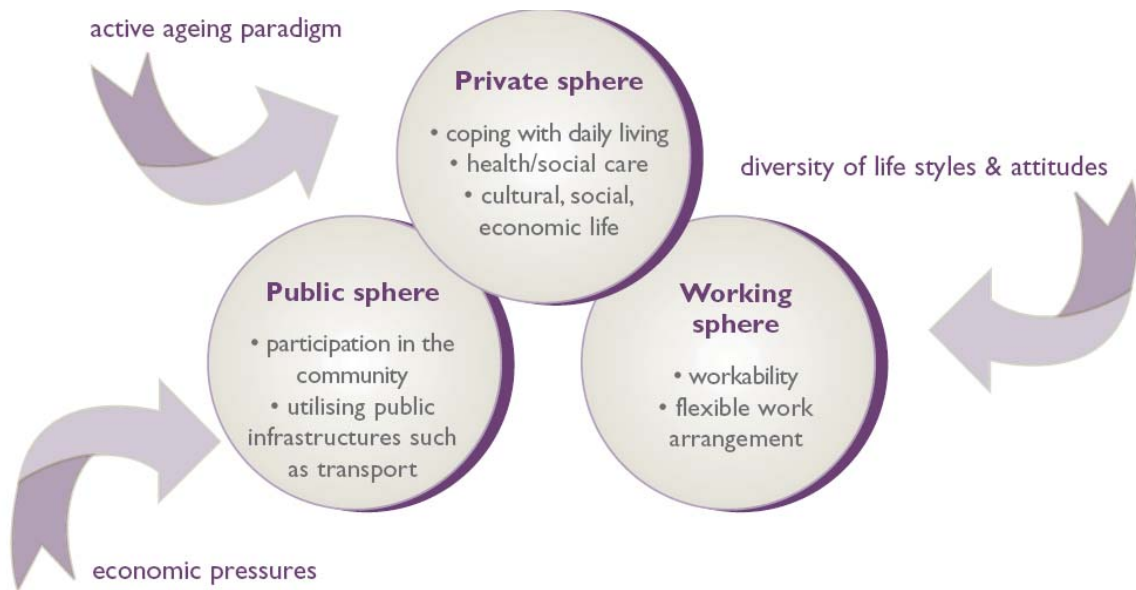 active ageing paradigm
Private sphere
• coping with daily living
• health/social care
• cultural, social,
economic life
diversity of life styles & attitudes
Public sphere
• participation in the
community
• utilising public
infrastructures such
as transport
Working
sphere
• workability
• flexible work
arrangement
economic pressures